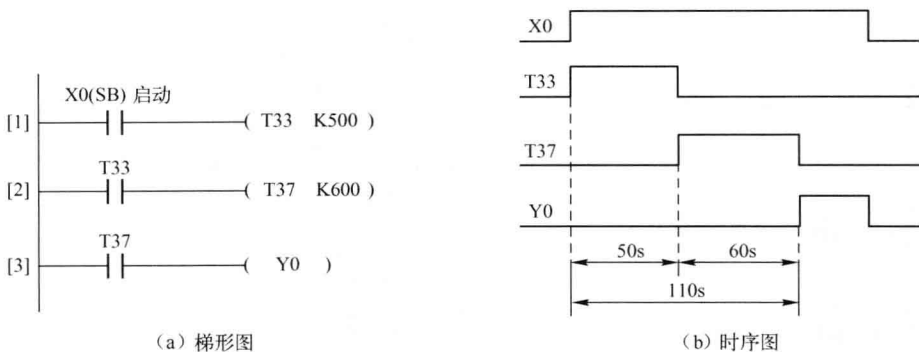 X0(SB) 启动
[1] T33 K500
T33
[2] T37 K600
T37
[3] Y0
(a) 梯形图
X0
T33
T37
Y0
50s 60s
110s
(b) 时序图